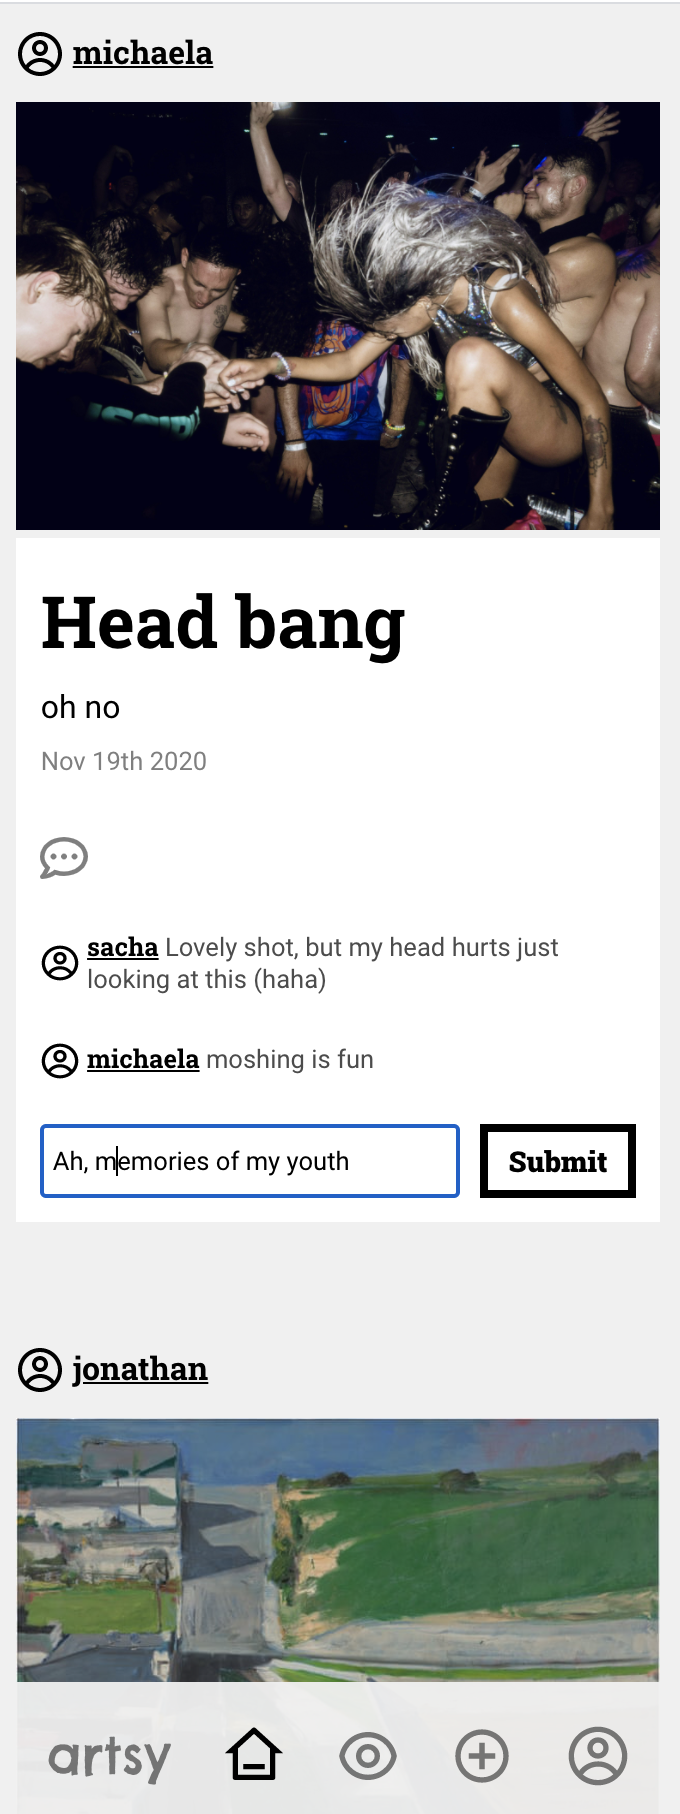 michaela
Head bang
oh no
Nov 19th 2020
sacha Lovely shot, but my head hurts just
looking at this (haha)
michaela moshing is fun
Ah, memories of my youth
Submit
jonathan
artsy